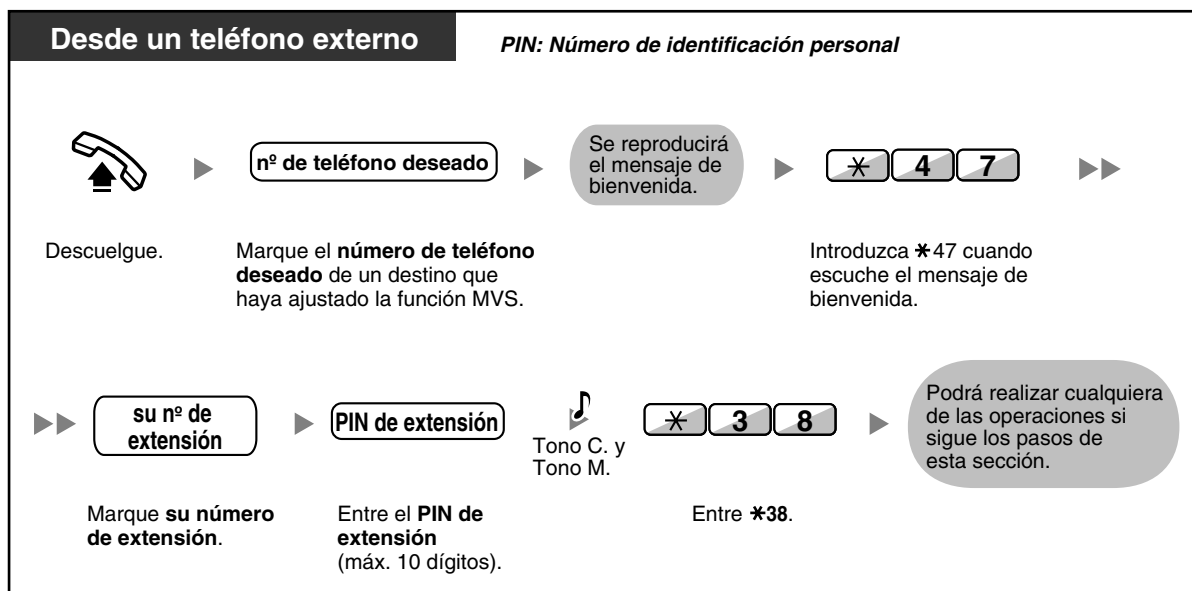 Desde un teléfono externo
PIN: Número de identificación personal
nº de teléfono deseado
Se reproducirá
el mensaje de
bienvenida.
* 4 7
Descuelgue.
Marque el número de teléfono
deseado de un destino que
haya ajustado la función MVS.
Introduzca *47 cuando
escuche el mensaje de
bienvenida.
su nº de
extensión
PIN de extensión
Tono C. y
Tono M.
* 3 8
Podrá realizar cualquiera
de las operaciones si
sigue los pasos de
esta sección.
Marque su número
de extensión.
Entre el PIN de
extensión
(máx. 10 dígitos).
Entre *38.